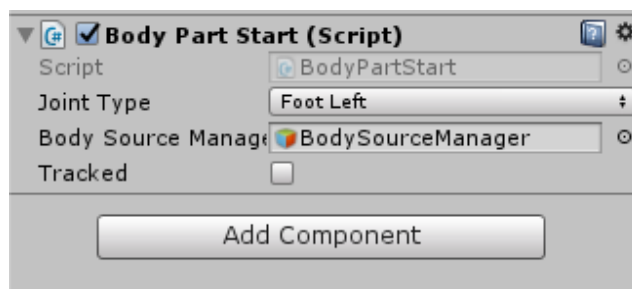 Body Part Start (Script)
Script BodyPartStart
Joint Type Foot Left
Body Source Manage BodySourceManager
Tracked
Add Component